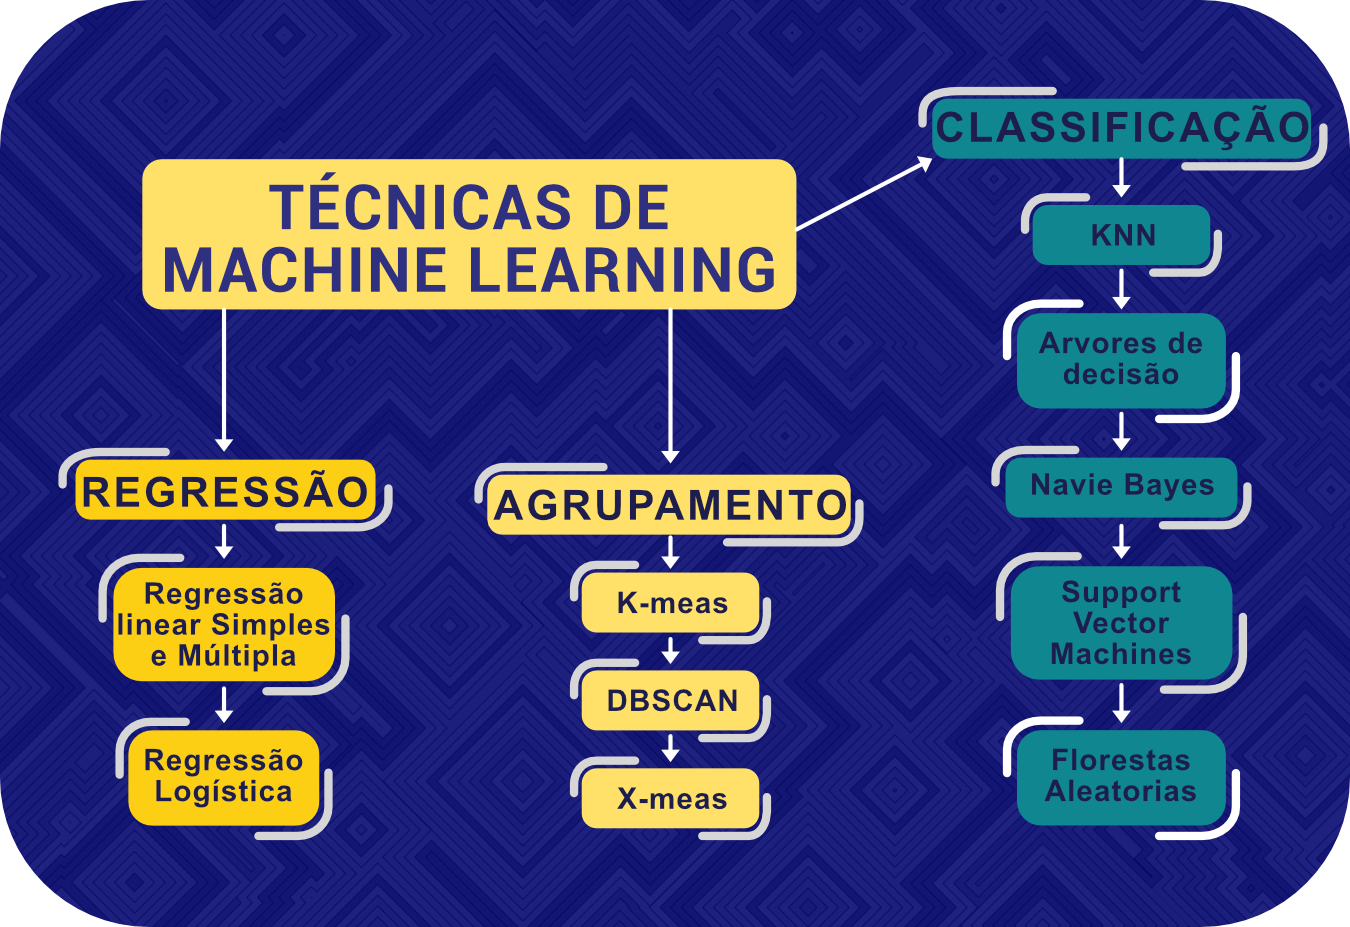 TÉCNICAS DE
MACHINE LEARNING
REGRESSÃO
Regressão
linear Simples
e Múltipla
Regressão
Logística
AGRUPAMENTO
K-meas
DBSCAN
X-meas
CLASSIFICAÇÃO
KNN
Arvores de
decisão
Navie Bayes
Support
Vector
Machines
Florestas
Aleatorias